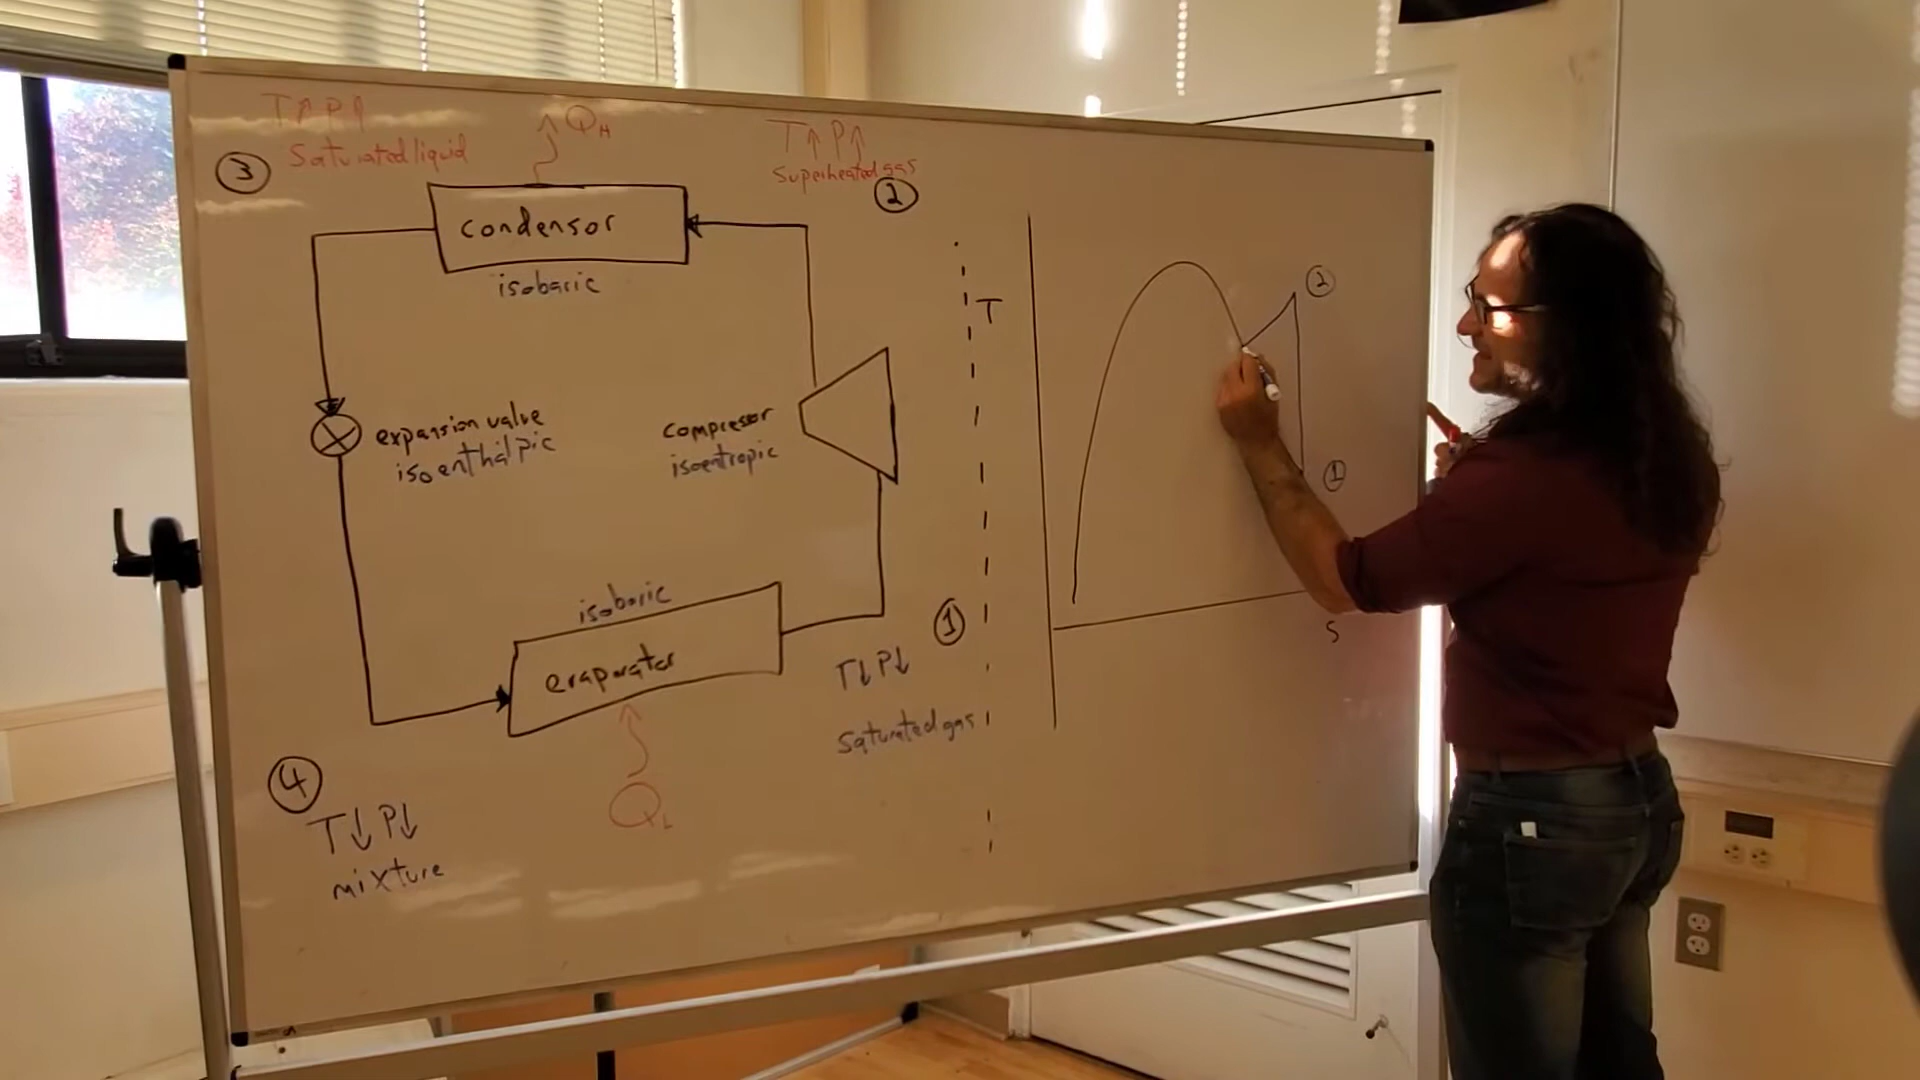 T↑ P↑
Saturated liquid
③
Q_H
T↑ P↑
superheated gas
②
condensor
isobaric
expansion valve
isoenthalpic
compressor
isoentropic
isobaric
evaporator
①
T↓ P↓
saturated gas
Q_L
④
T↓ P↓
mixture
T
②
①
S